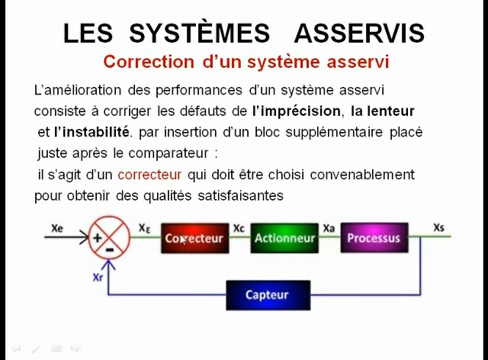 LES SYSTÈMES ASSERVIS
Correction d'un système asservi
L'amélioration des performances d'un système asservi
consiste à corriger les défauts de l'imprécision, la lenteur
et l'instabilité. par insertion d'un bloc supplémentaire placé
juste après le comparateur :
il s'agit d'un correcteur qui doit être choisi convenablement
pour obtenir des qualités satisfaisantes
Xe + - Xε Correcteur Xc Actionneur Xa Processus Xs
Xr
Capteur